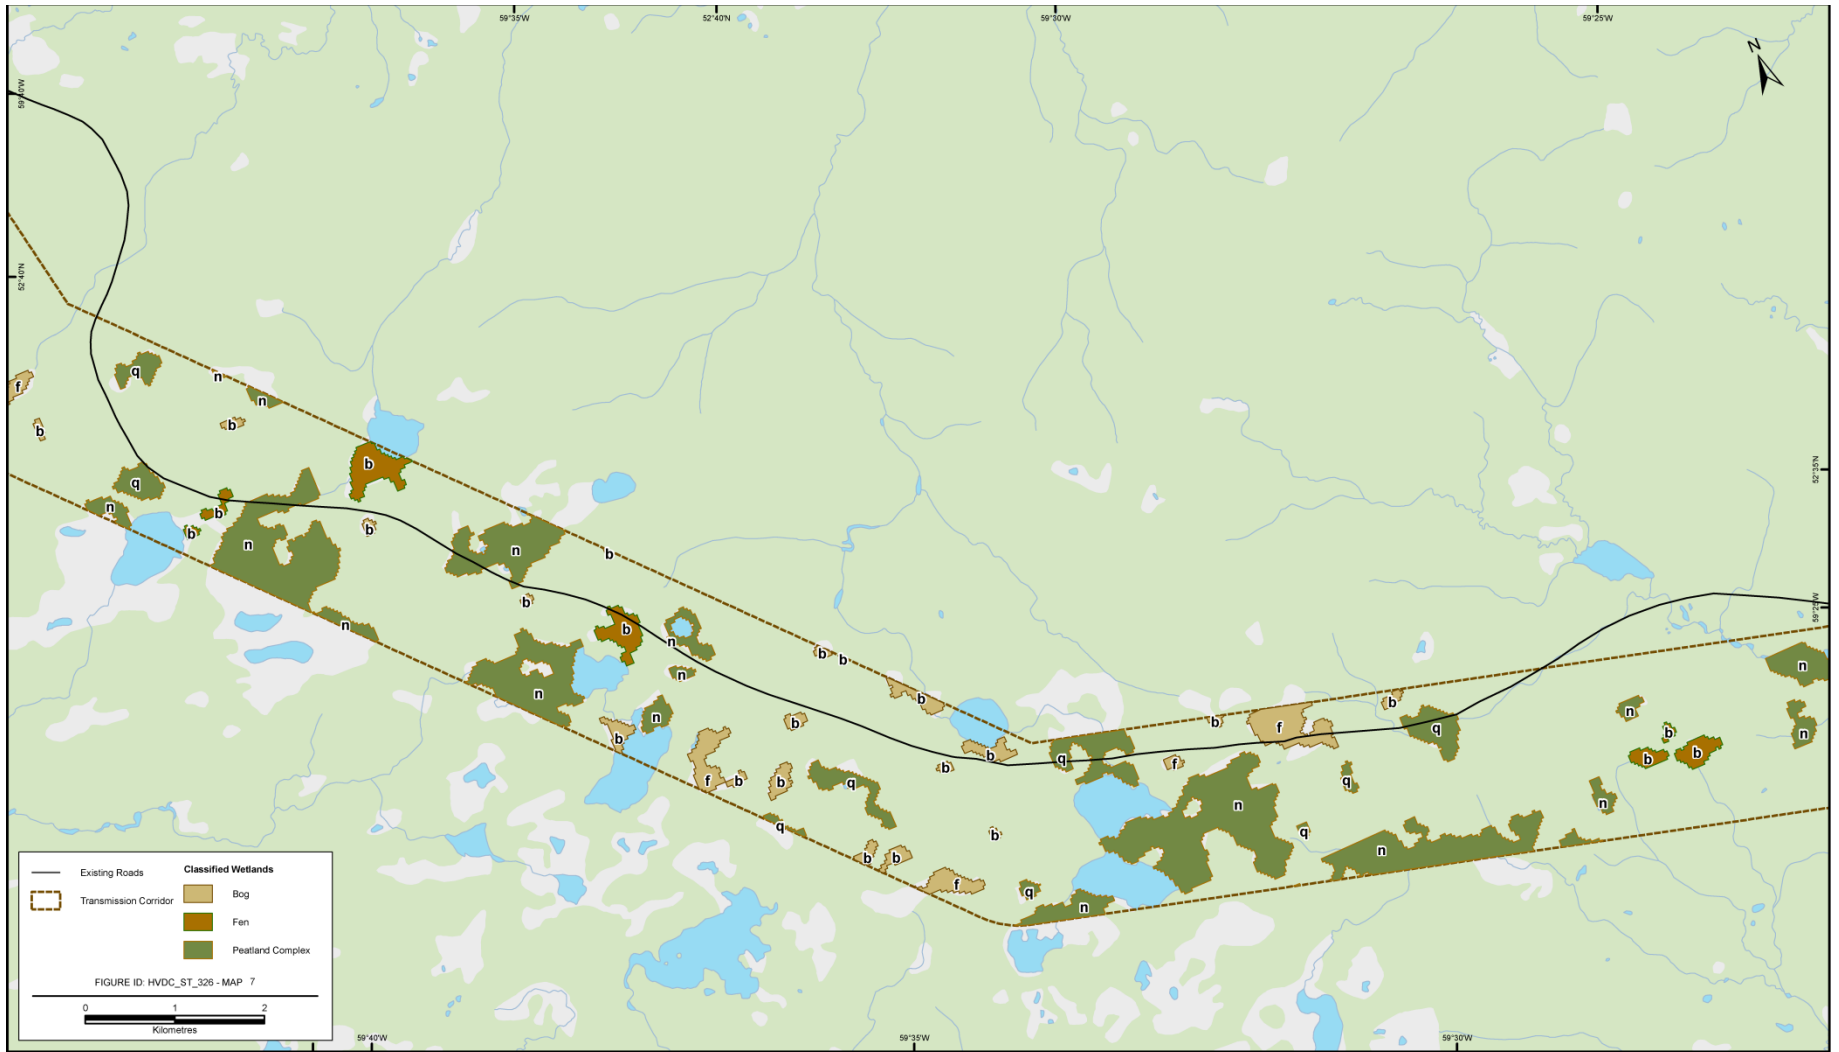 59°35'W
52°40'N
59°30'W
59°25'W
N
59°40'W
52°40'N
q
n
f
n
b
b
b
52°35'N
q
n
b
b
b
n
n
b
b
59°25'W
n
b
n
b
n
b
b
n
n
n
b
b
n
n
b
b
b
f
b
q
n
b
b
b
q
f
b
b
b
f
b
b
q
q
n
n
q
b
q
n
b
b
f
q
n
n
Existing Roads
Transmission Corridor
Classified Wetlands
Bog
Fen
Peatland Complex
FIGURE ID: HVDC_ST_326 - MAP 7
0 1 2
Kilometres
59°40'W
59°35'W
59°30'W